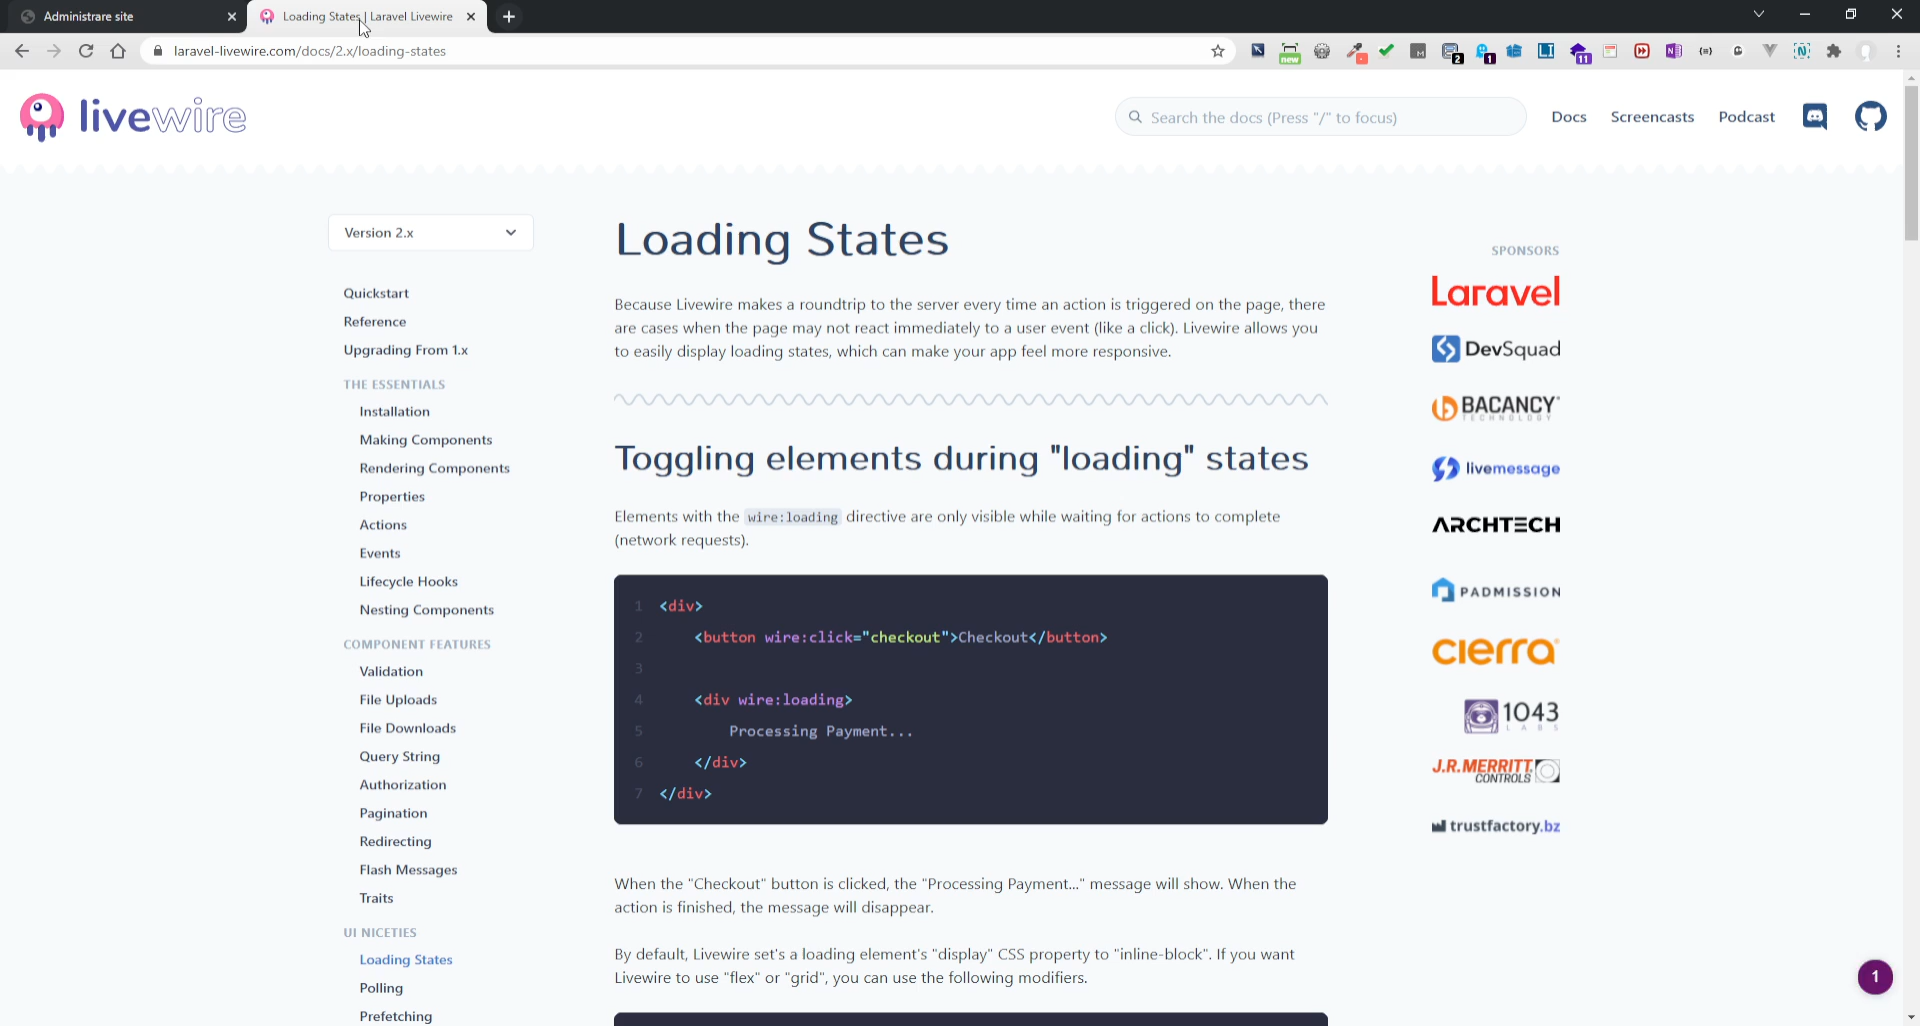 Administrare site
Loading States | Laravel Livewire
laravel-livewire.com/docs/2.x/loading-states
new
2
1
LI
11
N
livewire
Search the docs (Press "/" to focus)
Docs
Screencasts
Podcast
Version 2.x
Quickstart
Reference
Upgrading From 1.x
THE ESSENTIALS
Installation
Making Components
Rendering Components
Properties
Actions
Events
Lifecycle Hooks
Nesting Components
COMPONENT FEATURES
Validation
File Uploads
File Downloads
Query String
Authorization
Pagination
Redirecting
Flash Messages
Traits
UI NICETIES
Loading States
Polling
Prefetching
Loading States
Because Livewire makes a roundtrip to the server every time an action is triggered on the page, there
are cases when the page may not react immediately to a user event (like a click). Livewire allows you
to easily display loading states, which can make your app feel more responsive.
Toggling elements during "loading" states
Elements with the wire:loading directive are only visible while waiting for actions to complete
(network requests).
1 <div>
2 <button wire:click="checkout">Checkout</button>
3
4 <div wire:loading>
5 Processing Payment...
6 </div>
7 </div>
When the "Checkout" button is clicked, the "Processing Payment..." message will show. When the
action is finished, the message will disappear.
By default, Livewire set's a loading element's "display" CSS property to "inline-block". If you want
Livewire to use "flex" or "grid", you can use the following modifiers.
SPONSORS
Laravel
DevSquad
BACANCY
TECHNOLOGY
livemessage
ARCHTECH
PADMISSION
cierra
1043
LABS
J.R.MERRITT
CONTROLS
trustfactory.bz
1